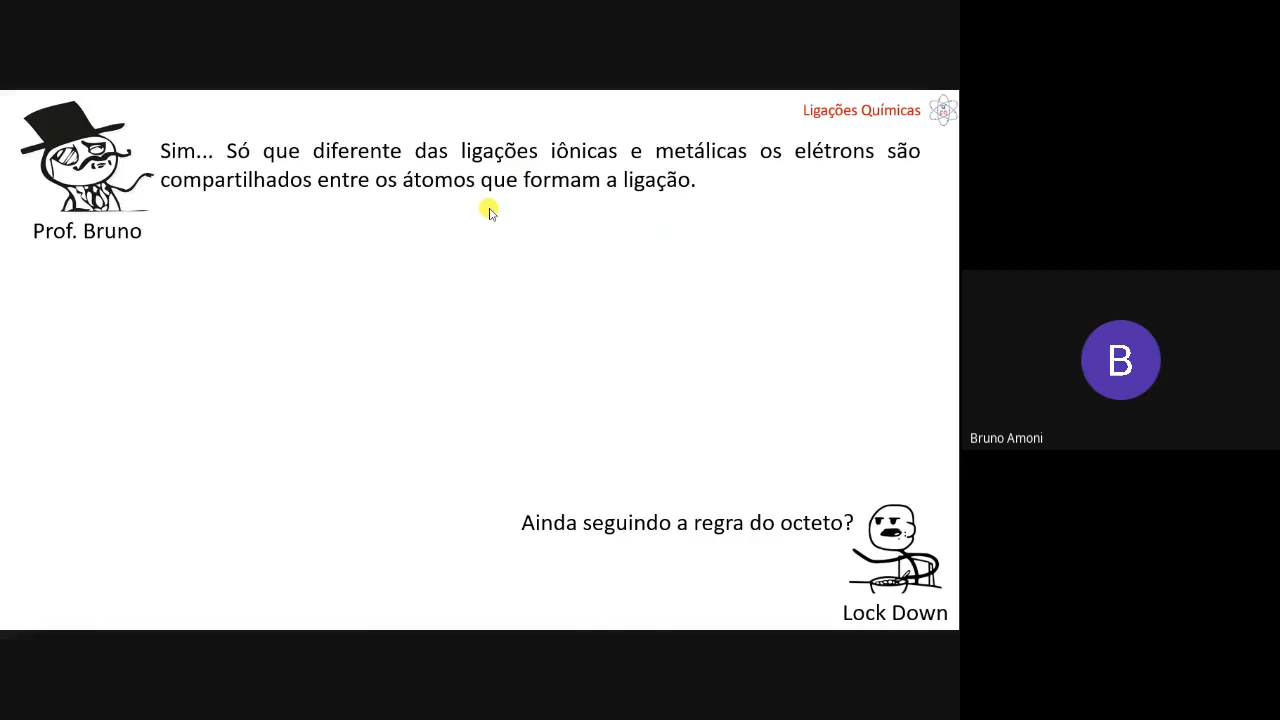 Ligações Químicas
Sim... Só que diferente das ligações iônicas e metálicas os elétrons são
compartilhados entre os átomos que formam a ligação.
Prof. Bruno
B
Bruno Amoni
Ainda seguindo a regra do octeto?
Lock Down